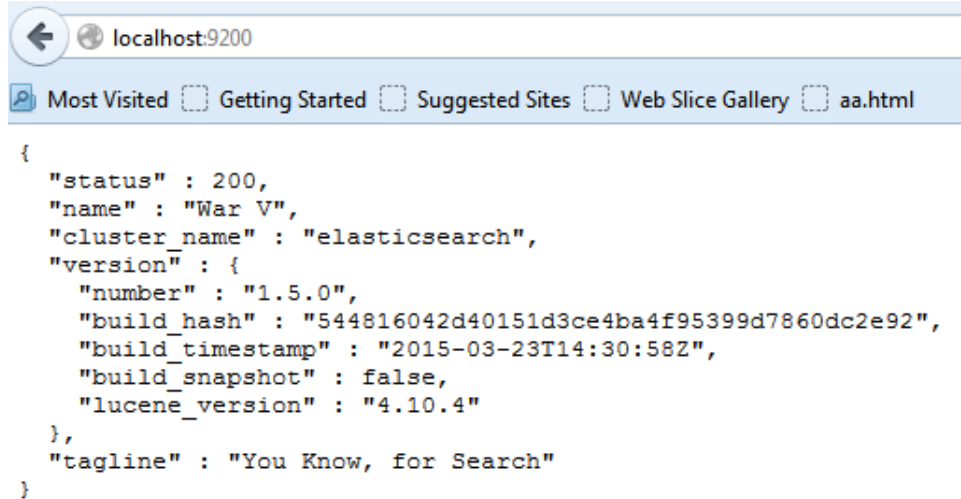 localhost:9200
Most Visited Getting Started Suggested Sites Web Slice Gallery aa.html
{
  "status" : 200,
  "name" : "War V",
  "cluster_name" : "elasticsearch",
  "version" : {
    "number" : "1.5.0",
    "build_hash" : "544816042d40151d3ce4ba4f95399d7860dc2e92",
    "build_timestamp" : "2015-03-23T14:30:58Z",
    "build_snapshot" : false,
    "lucene_version" : "4.10.4"
  },
  "tagline" : "You Know, for Search"
}